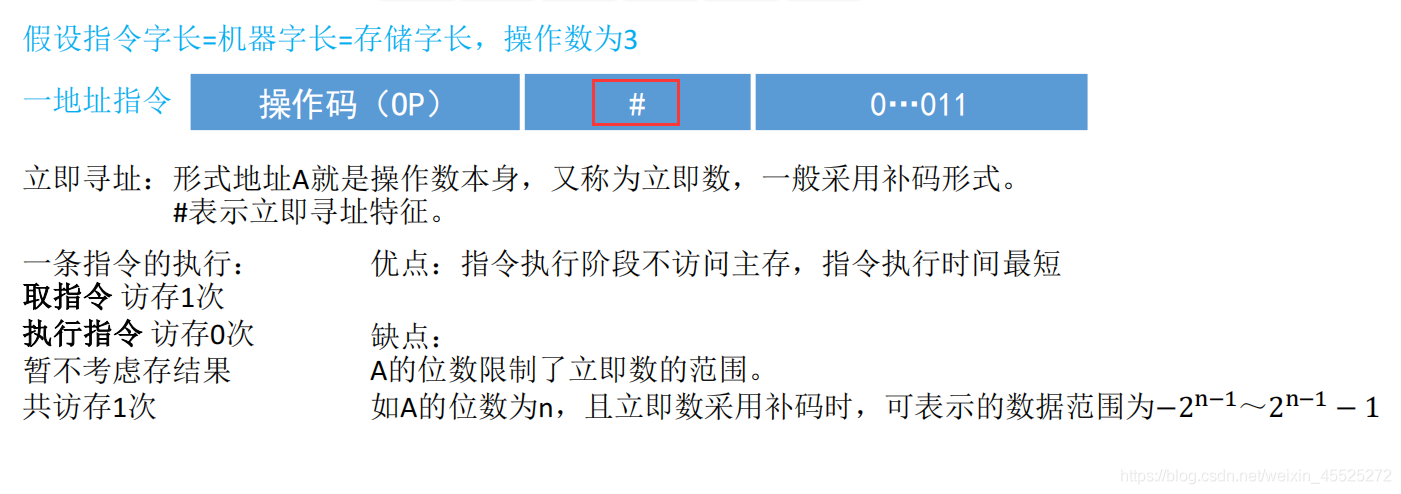 假设指令字长=机器字长=存储字长，操作数为3
一地址指令 操作码（OP） # 0···011
立即寻址：形式地址A就是操作数本身，又称为立即数，一般采用补码形式。
#表示立即寻址特征。
一条指令的执行： 优点：指令执行阶段不访问主存，指令执行时间最短
取指令 访存1次
执行指令 访存0次 缺点：
暂不考虑存结果 A的位数限制了立即数的范围。
共访存1次 如A的位数为n，且立即数采用补码时，可表示的数据范围为−2ⁿ⁻¹～2ⁿ⁻¹ − 1
https://blog.csdn.net/weixin_45525272